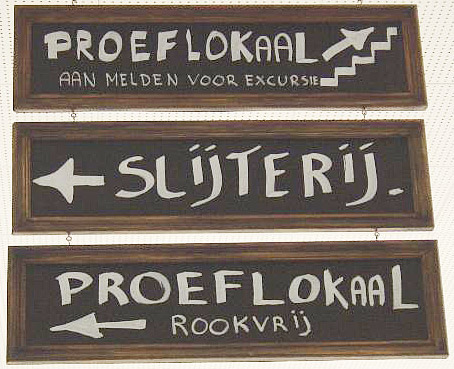 PROEFLOKAAL
AAN MELDEN VOOR EXCURSIE
SLIJTERIJ.
PROEFLOKAAL
ROOKVRIJ